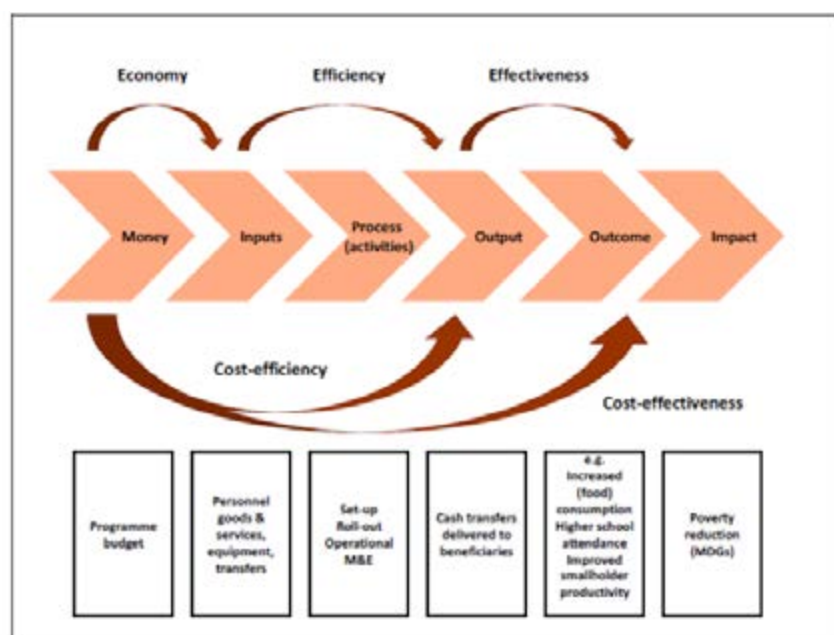 Economy
Efficiency
Effectiveness
Money
Inputs
Process
(activities)
Output
Outcome
Impact
Cost-efficiency
Cost-effectiveness
Programme
budget
Personnel
goods &
services,
equipment,
transfers
Set-up
Roll-out
Operational
M&E
Cash transfers
delivered to
beneficiaries
e.g.
Increased
(food)
consumption
Higher school
attendance
Improved
smallholder
productivity
Poverty
reduction
(MDGs)